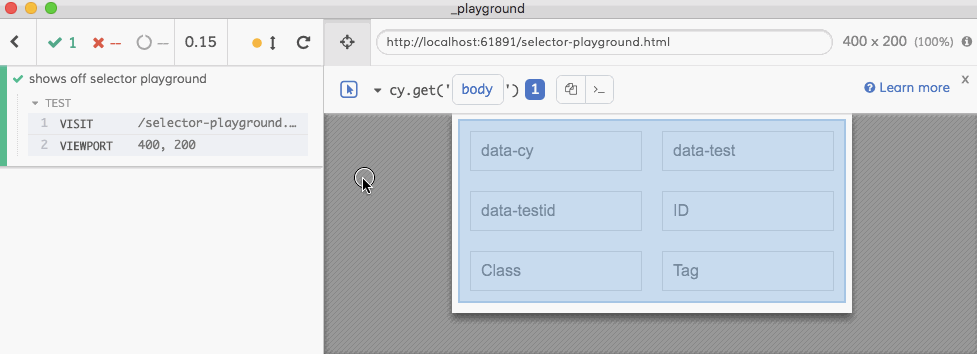 _playground
1 -- -- 0.15
http://localhost:61891/selector-playground.html 400 x 200 (100%)
shows off selector playground
cy.get('body') 1 >_ Learn more x
TEST
1 VISIT /selector-playground.…
2 VIEWPORT 400, 200
data-cy data-test
data-testid ID
Class Tag